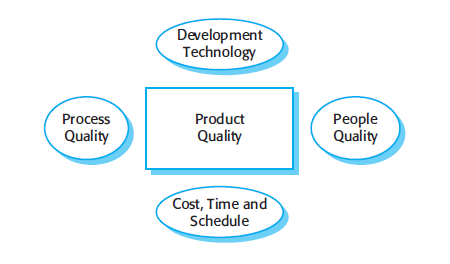 Development
Technology
Process
Quality
Product
Quality
People
Quality
Cost, Time and
Schedule